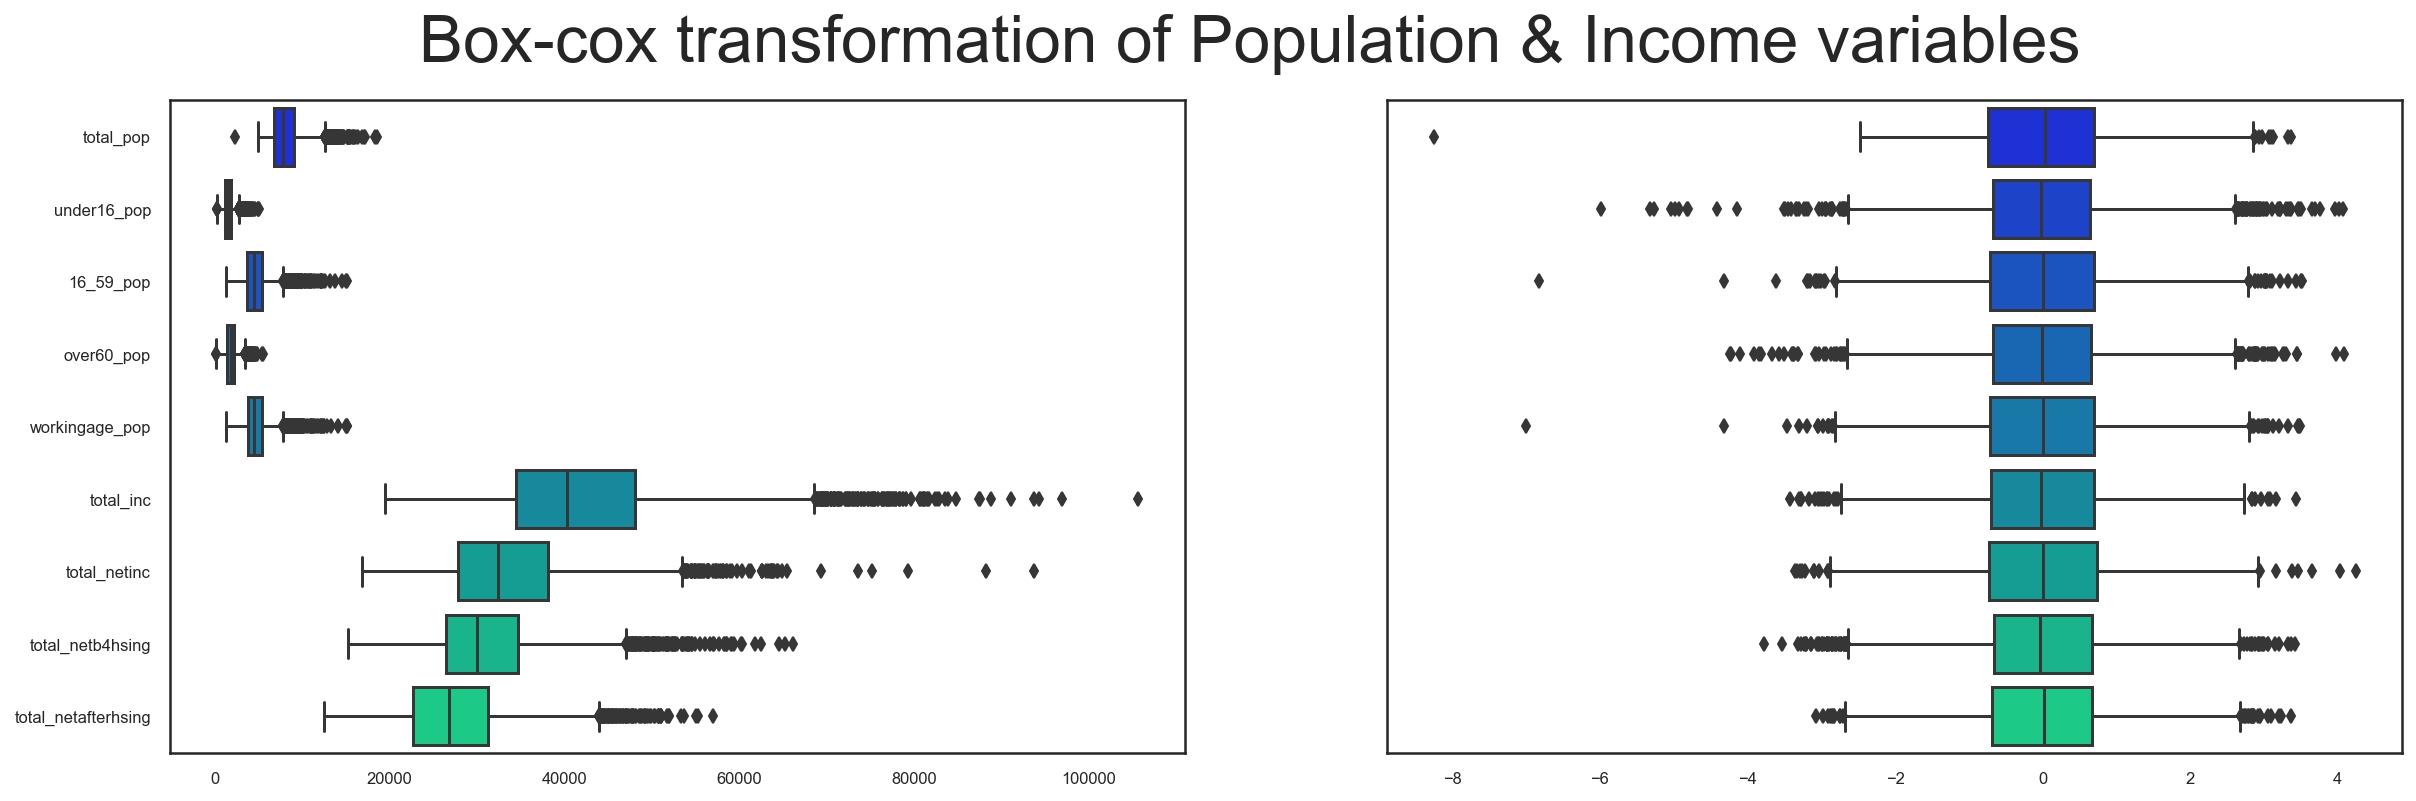 Box-cox transformation of Population & Income variables
total_pop
under16_pop
16_59_pop
over60_pop
workingage_pop
total_inc
total_netinc
total_netb4hsing
total_netafterhsing
0 20000 40000 60000 80000 100000
−8 −6 −4 −2 0 2 4